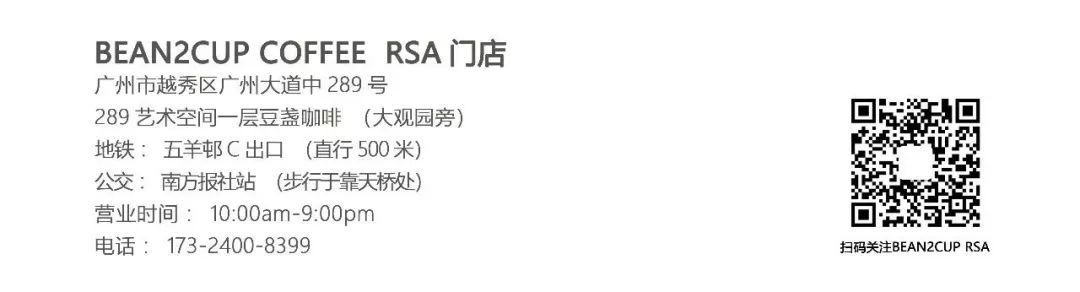 BEAN2CUP COFFEE RSA 门店
广州市越秀区广州大道中 289 号
289 艺术空间一层豆盏咖啡 （大观园旁）
地铁： 五羊邨 C 出口 （直行 500 米）
公交： 南方报社站 （步行于靠天桥处）
营业时间： 10:00am-9:00pm
电话： 173-2400-8399
扫码关注BEAN2CUP RSA